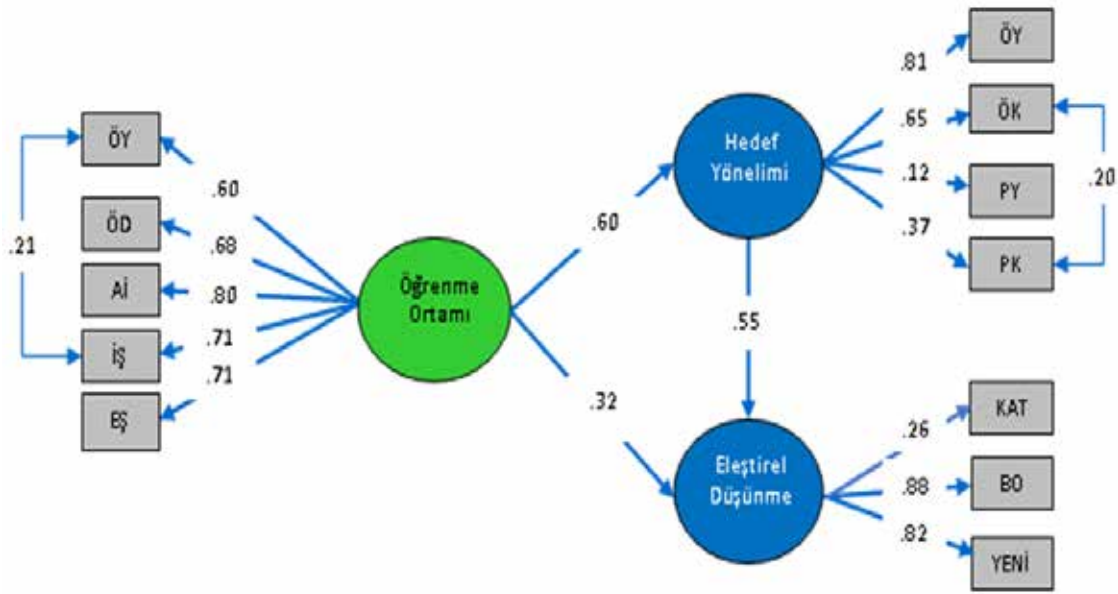 ÖY
.81
ÖK
.65
Hedef
Yönelimi
ÖY
.12
PY
.20
.60
.37
ÖD
.60
PK
.21
.68
Aİ
.80
Öğrenme
Ortamı
.55
İŞ
.71
.71
EŞ
.32
KAT
.26
Eleştirel
Düşünme
.88
BO
.82
YENİ